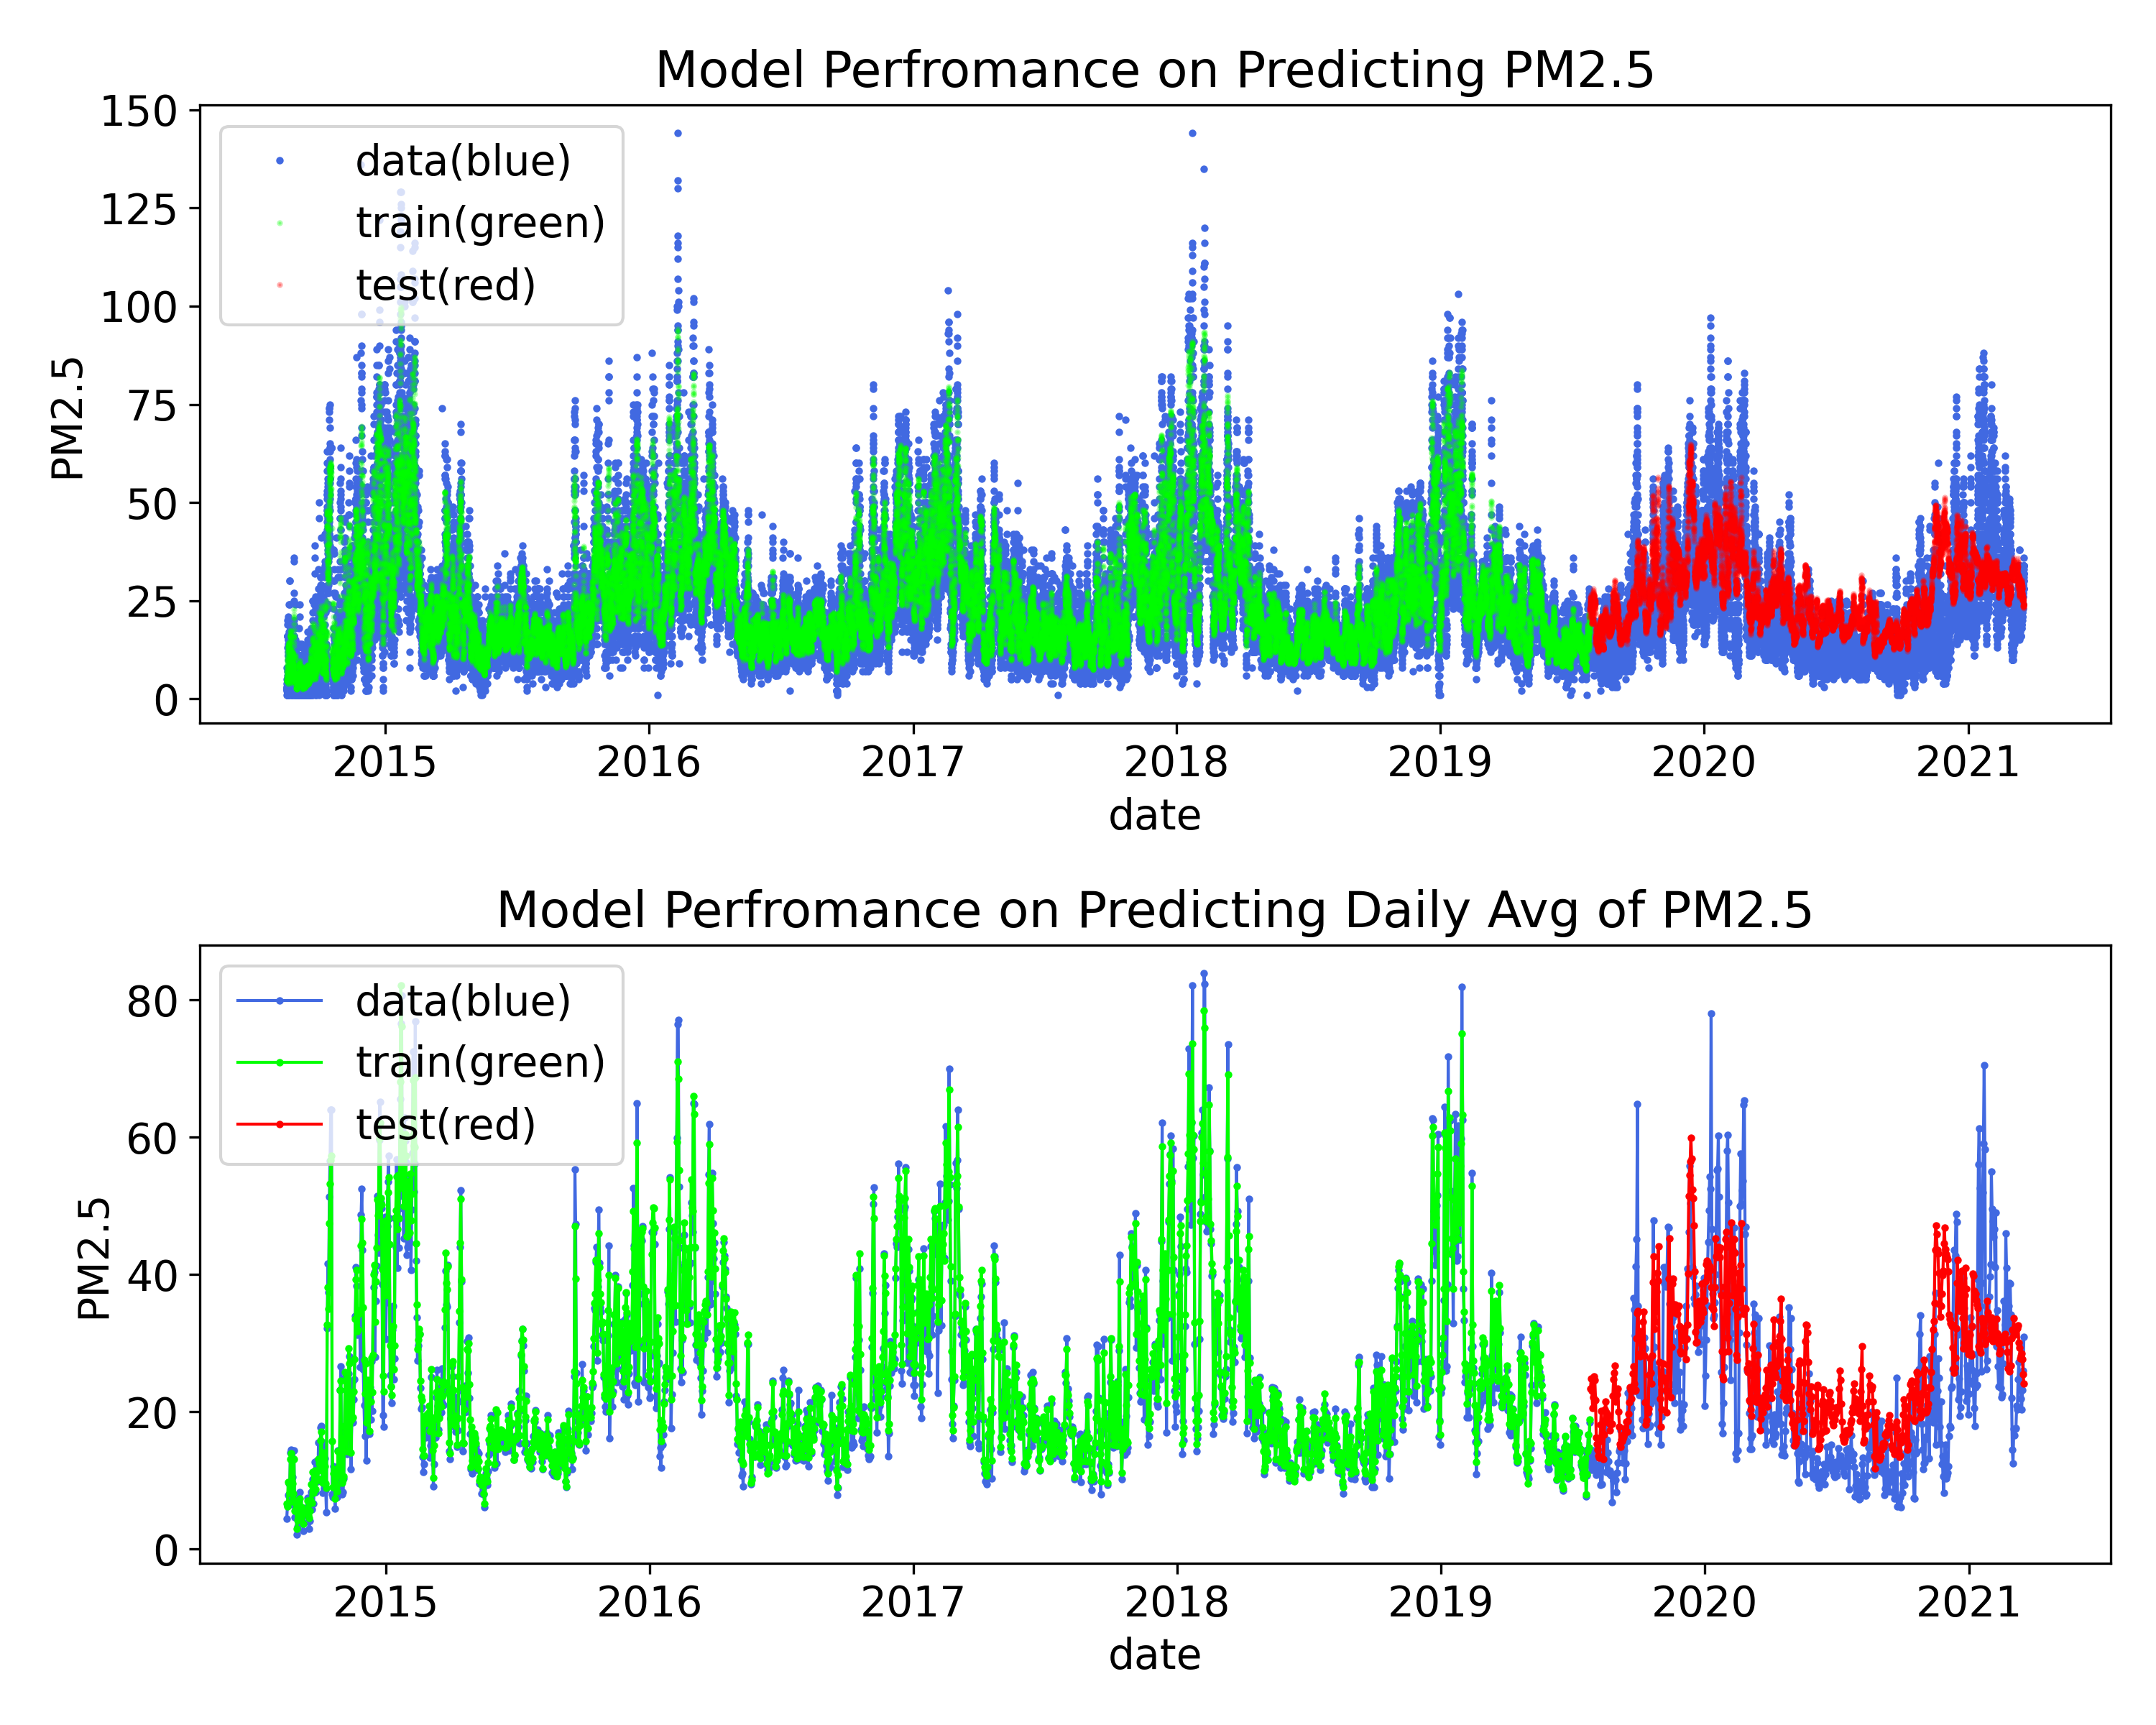 Model Perfromance on Predicting PM2.5
150
125
100
75
50
25
0
PM2.5
data(blue)
train(green)
test(red)
2015 2016 2017 2018 2019 2020 2021
date
Model Perfromance on Predicting Daily Avg of PM2.5
80
60
40
20
0
PM2.5
data(blue)
train(green)
test(red)
2015 2016 2017 2018 2019 2020 2021
date